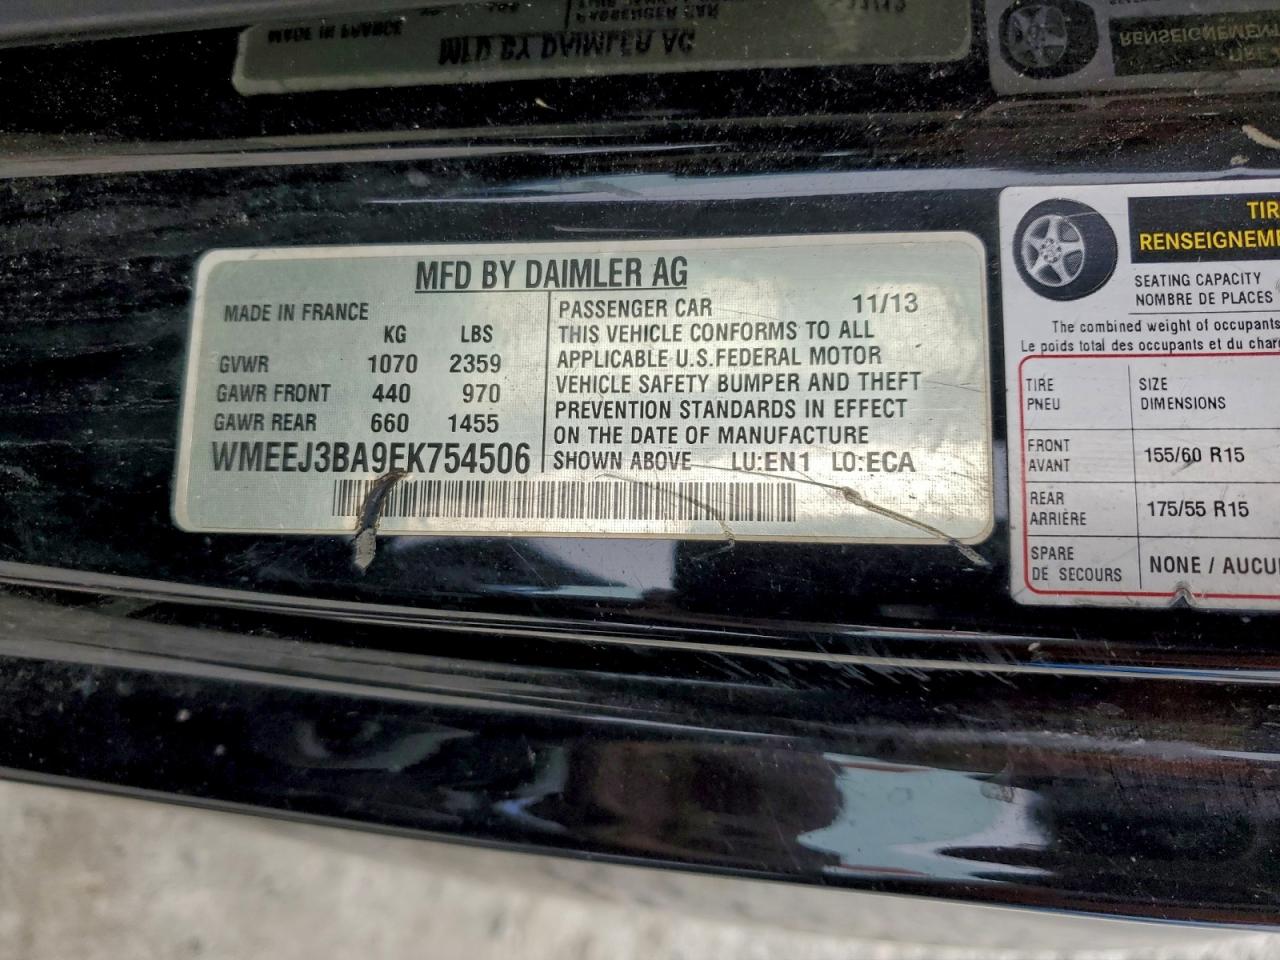 MFD BY DAIMLER AG
MADE IN FRANCE
KG LBS
GVWR 1070 2359
GAWR FRONT 440 970
GAWR REAR 660 1455
WMEEJ3BA9EK754506
PASSENGER CAR 11/13
THIS VEHICLE CONFORMS TO ALL
APPLICABLE U.S.FEDERAL MOTOR
VEHICLE SAFETY BUMPER AND THEFT
PREVENTION STANDARDS IN EFFECT
ON THE DATE OF MANUFACTURE
SHOWN ABOVE LU:EN1 LO:ECA
TIR
RENSEIGNEME
SEATING CAPACITY
NOMBRE DE PLACES
The combined weight of occupants
Le poids total des occupants et du char
TIRE PNEU SIZE DIMENSIONS
FRONT AVANT 155/60 R15
REAR ARRIÈRE 175/55 R15
SPARE DE SECOURS NONE / AUCU